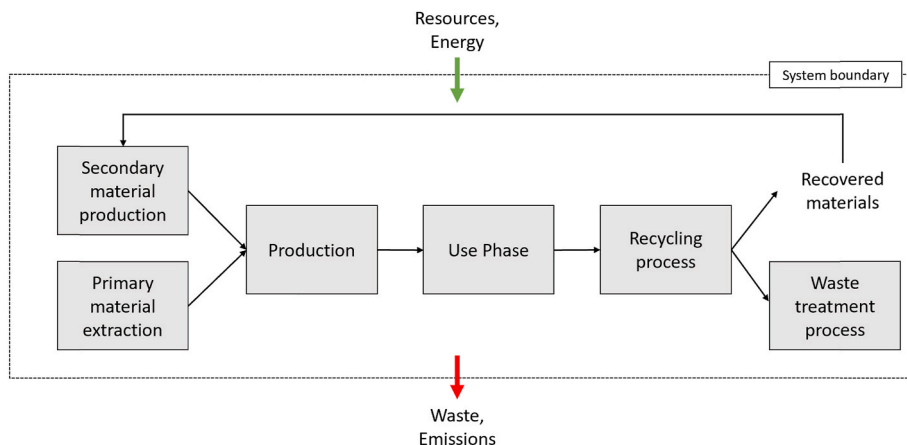 Resources,
Energy
System boundary
Secondary
material
production
Recovered
materials
Production
Use Phase
Recycling
process
Primary
material
extraction
Waste
treatment
process
Waste,
Emissions